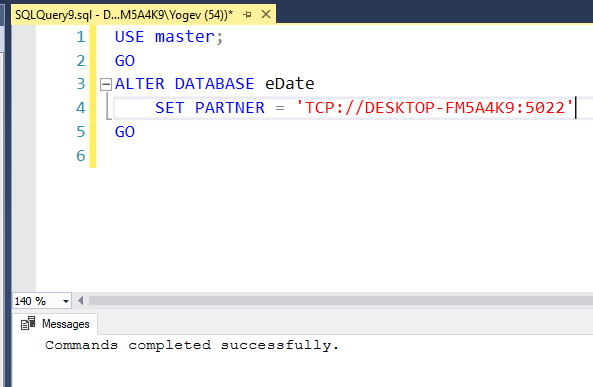 SQLQuery9.sql - D...M5A4K9\Yogev (54))*
1 USE master;
2 GO
3 ALTER DATABASE eDate
4 SET PARTNER = 'TCP://DESKTOP-FM5A4K9:5022'
5 GO
6
140 %
Messages
Commands completed successfully.